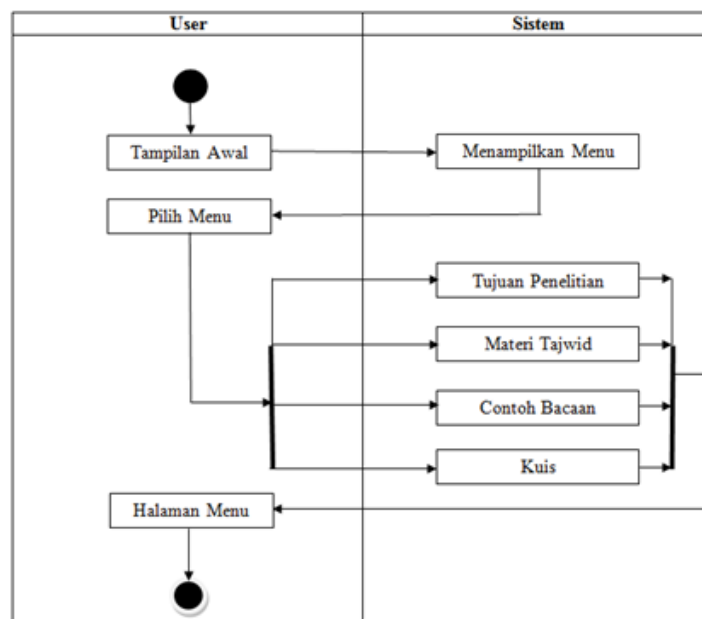 User
Sistem
Tampilan Awal
Menampilkan Menu
Pilih Menu
Tujuan Penelitian
Materi Tajwid
Contoh Bacaan
Kuis
Halaman Menu